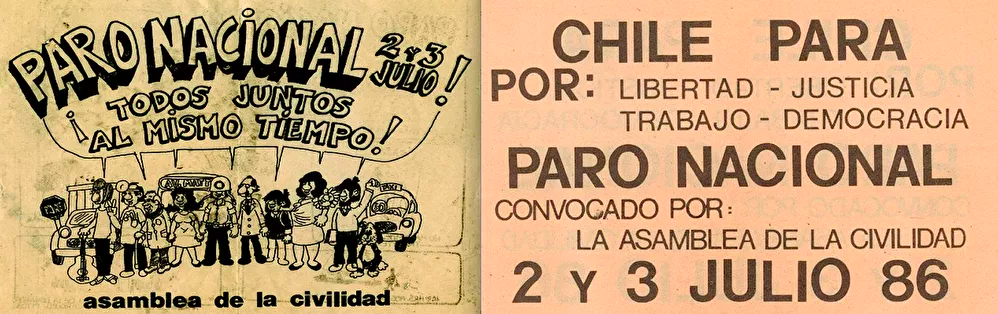 PARO NACIONAL 2 Y 3 JULIO!
TODOS JUNTOS
¡AL MISMO TIEMPO!
TAXI
asamblea de la civilidad
CHILE PARA
POR: LIBERTAD - JUSTICIA
TRABAJO - DEMOCRACIA
PARO NACIONAL
CONVOCADO POR:
LA ASAMBLEA DE LA CIVILIDAD
2 Y 3 JULIO 86